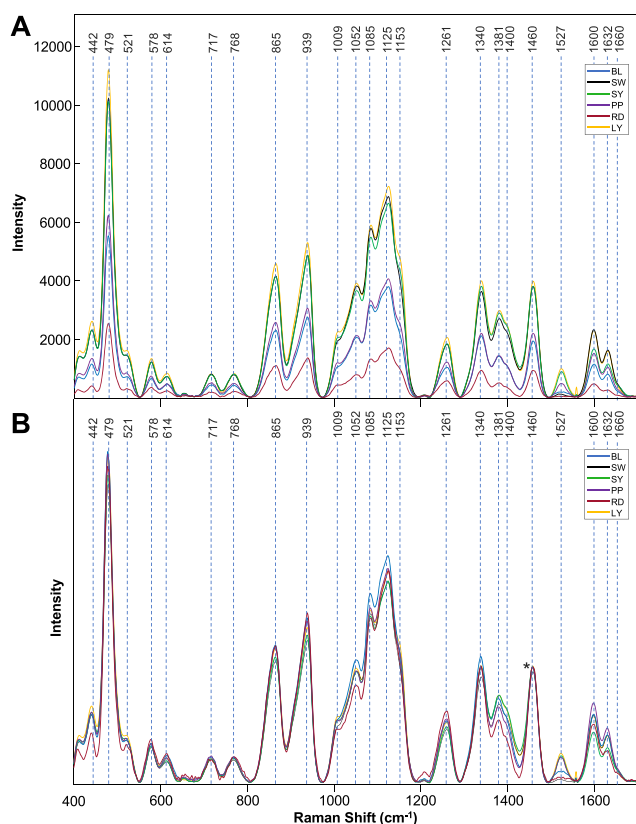 A
442 479 521 578 614 717 768 865 939 1009 1052 1085 1125 1153 1261 1340 1381 1400 1460 1527 1600 1632 1660
12000
10000
8000
6000
4000
2000
Intensity
BL
SW
SY
PP
RD
LY
B
442 479 521 578 614 717 768 865 939 1009 1052 1085 1125 1153 1261 1340 1381 1400 1460 1527 1600 1632 1660
Intensity
BL
SW
SY
PP
RD
LY
*
400 600 800 1000 1200 1400 1600
Raman Shift (cm⁻¹)